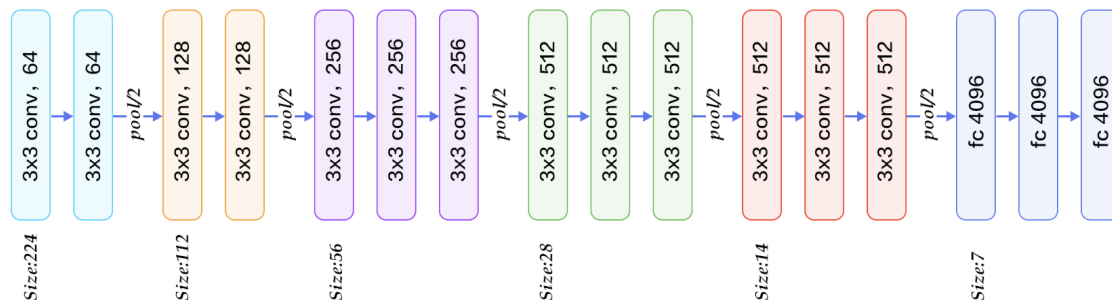 3x3 conv, 64
3x3 conv, 64
pool/2
3x3 conv, 128
3x3 conv, 128
pool/2
3x3 conv, 256
3x3 conv, 256
3x3 conv, 256
pool/2
3x3 conv, 512
3x3 conv, 512
3x3 conv, 512
pool/2
3x3 conv, 512
3x3 conv, 512
3x3 conv, 512
pool/2
fc 4096
fc 4096
fc 4096
Size:224
Size:112
Size:56
Size:28
Size:14
Size:7